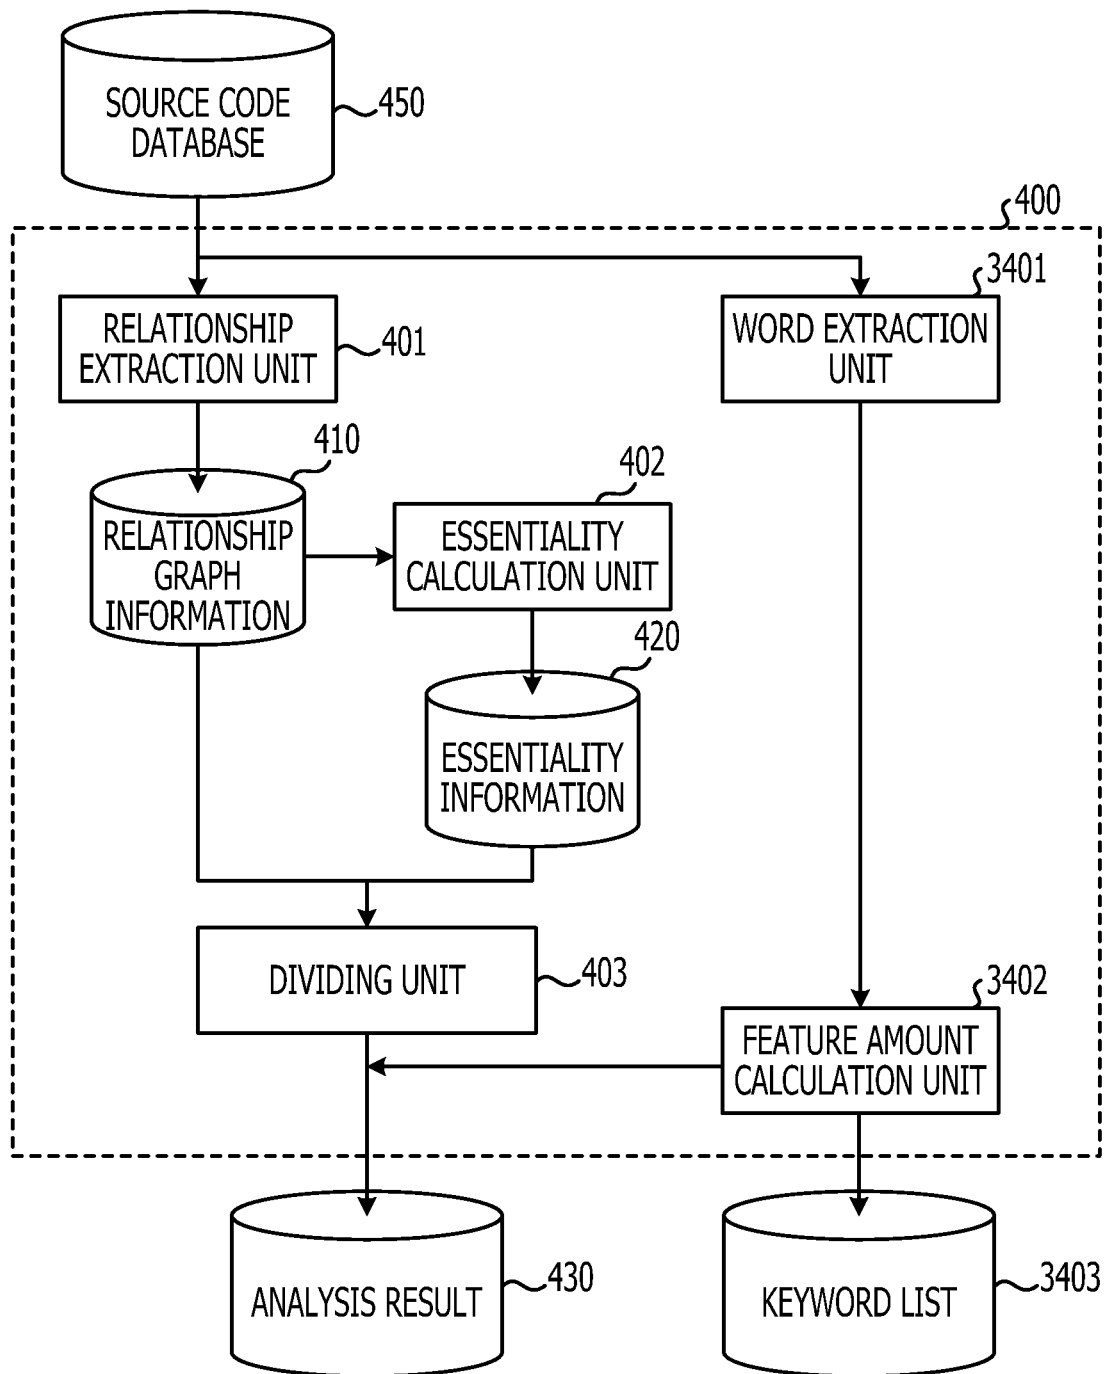 SOURCE CODE
DATABASE
450
400
RELATIONSHIP
EXTRACTION UNIT
401
3401
WORD EXTRACTION
UNIT
410
RELATIONSHIP
GRAPH
INFORMATION
402
ESSENTIALITY
CALCULATION UNIT
420
ESSENTIALITY
INFORMATION
DIVIDING UNIT
403
3402
FEATURE AMOUNT
CALCULATION UNIT
ANALYSIS RESULT
430
KEYWORD LIST
3403